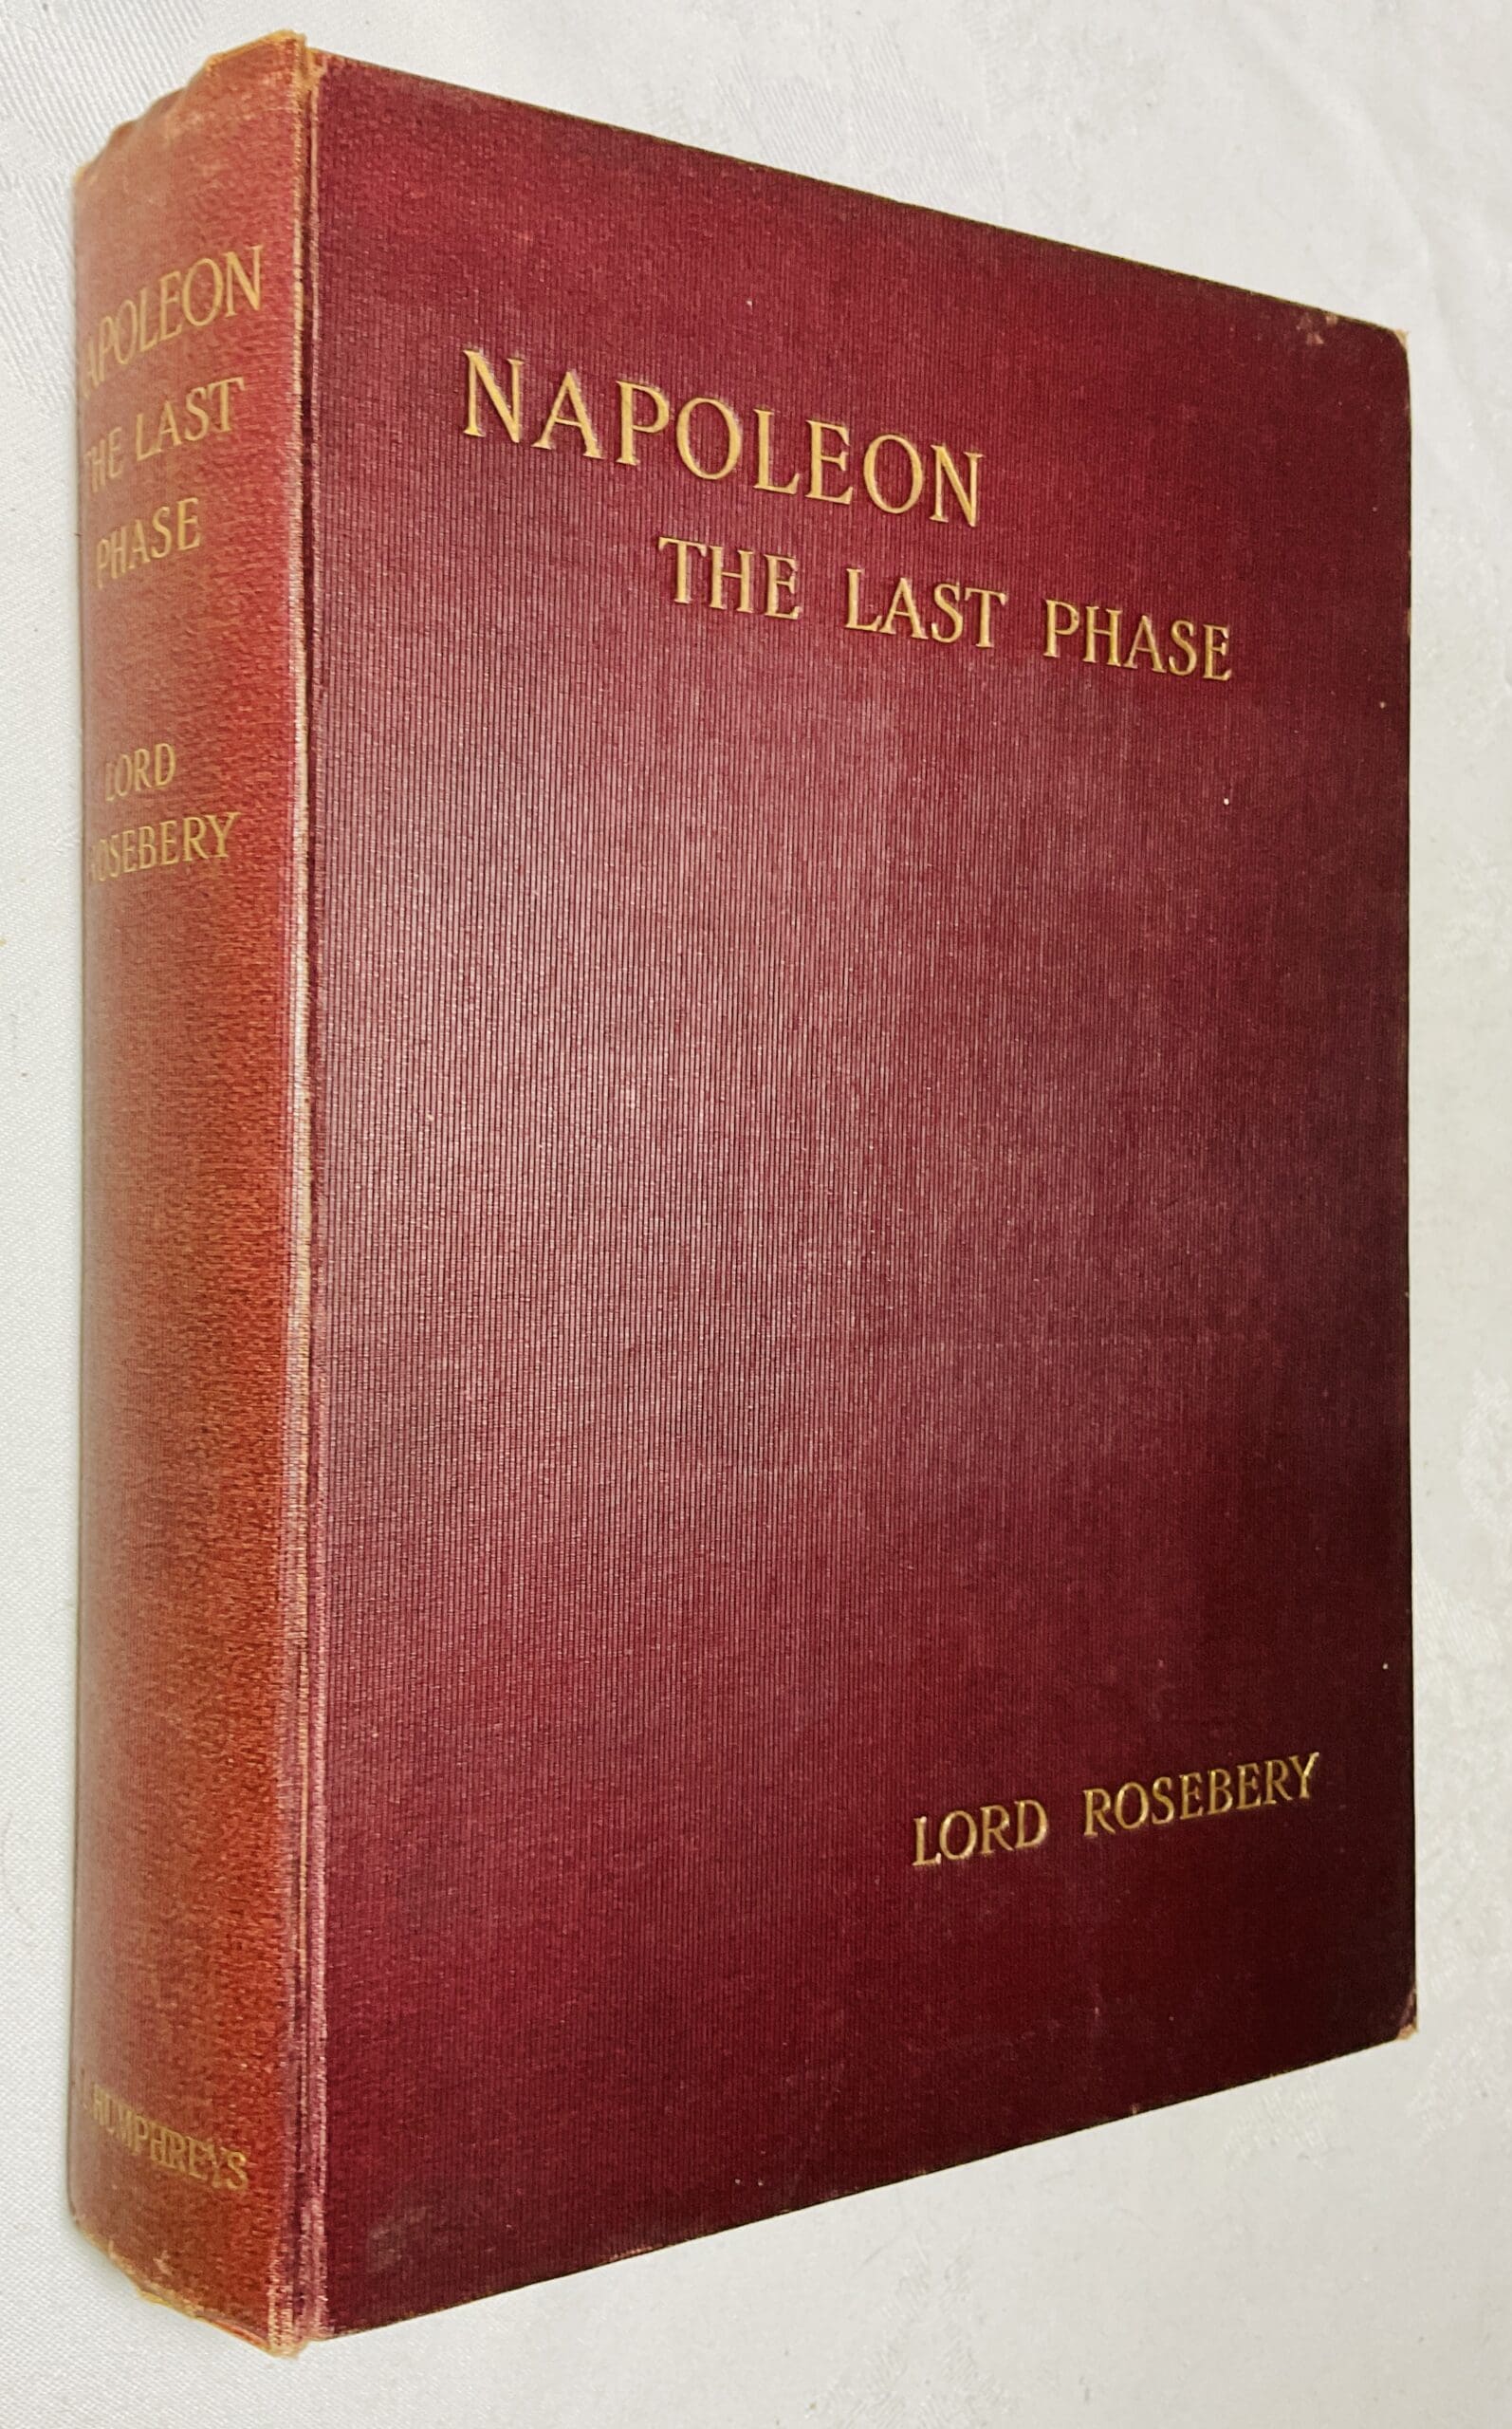 NAPOLEON
THE LAST
PHASE
LORD
ROSEBERY
HUMPHREYS
NAPOLEON
THE LAST PHASE
LORD ROSEBERY